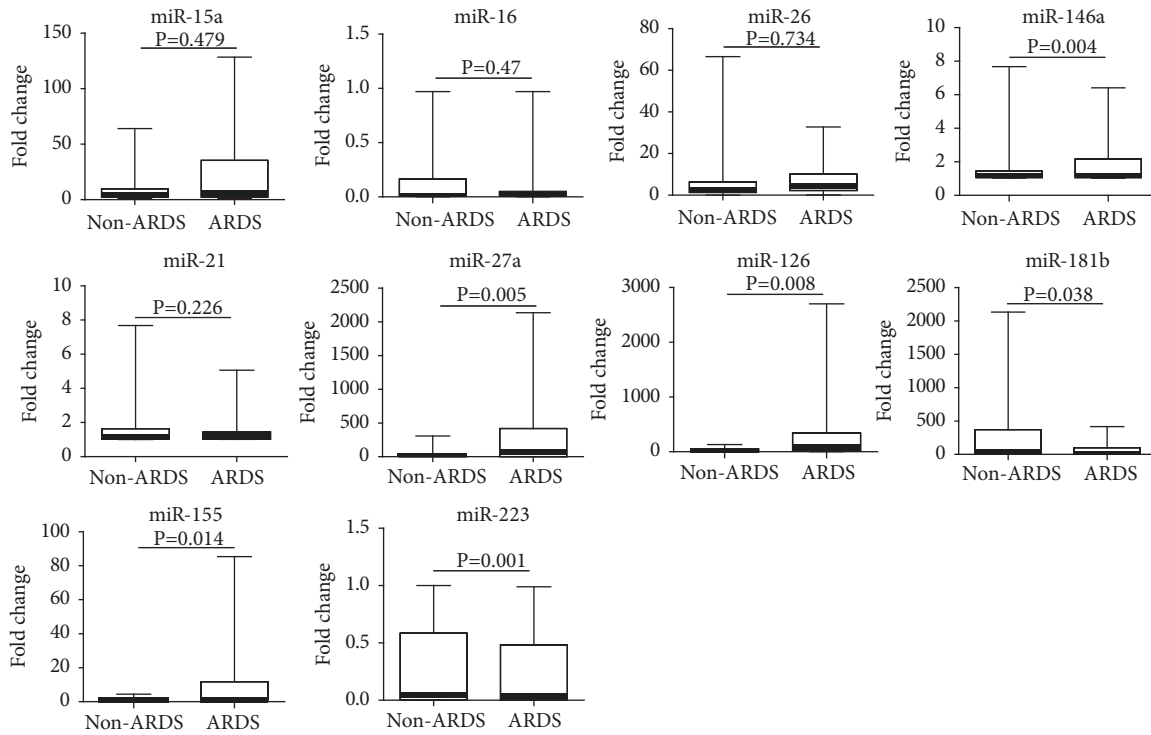 miR-15a
P=0.479
Fold change
150
100
50
0
Non-ARDS ARDS
miR-16
P=0.47
Fold change
1.5
1.0
0.5
0.0
Non-ARDS ARDS
miR-26
P=0.734
Fold change
80
60
40
20
0
Non-ARDS ARDS
miR-146a
P=0.004
Fold change
10
8
6
4
2
0
Non-ARDS ARDS
miR-21
P=0.226
Fold change
10
8
6
4
2
0
Non-ARDS ARDS
miR-27a
P=0.005
Fold change
2500
2000
1500
1000
500
0
Non-ARDS ARDS
miR-126
P=0.008
Fold change
3000
2000
1000
0
Non-ARDS ARDS
miR-181b
P=0.038
Fold change
2500
2000
1500
1000
500
0
Non-ARDS ARDS
miR-155
P=0.014
Fold change
100
80
60
40
20
0
Non-ARDS ARDS
miR-223
P=0.001
Fold change
1.5
1.0
0.5
0.0
Non-ARDS ARDS